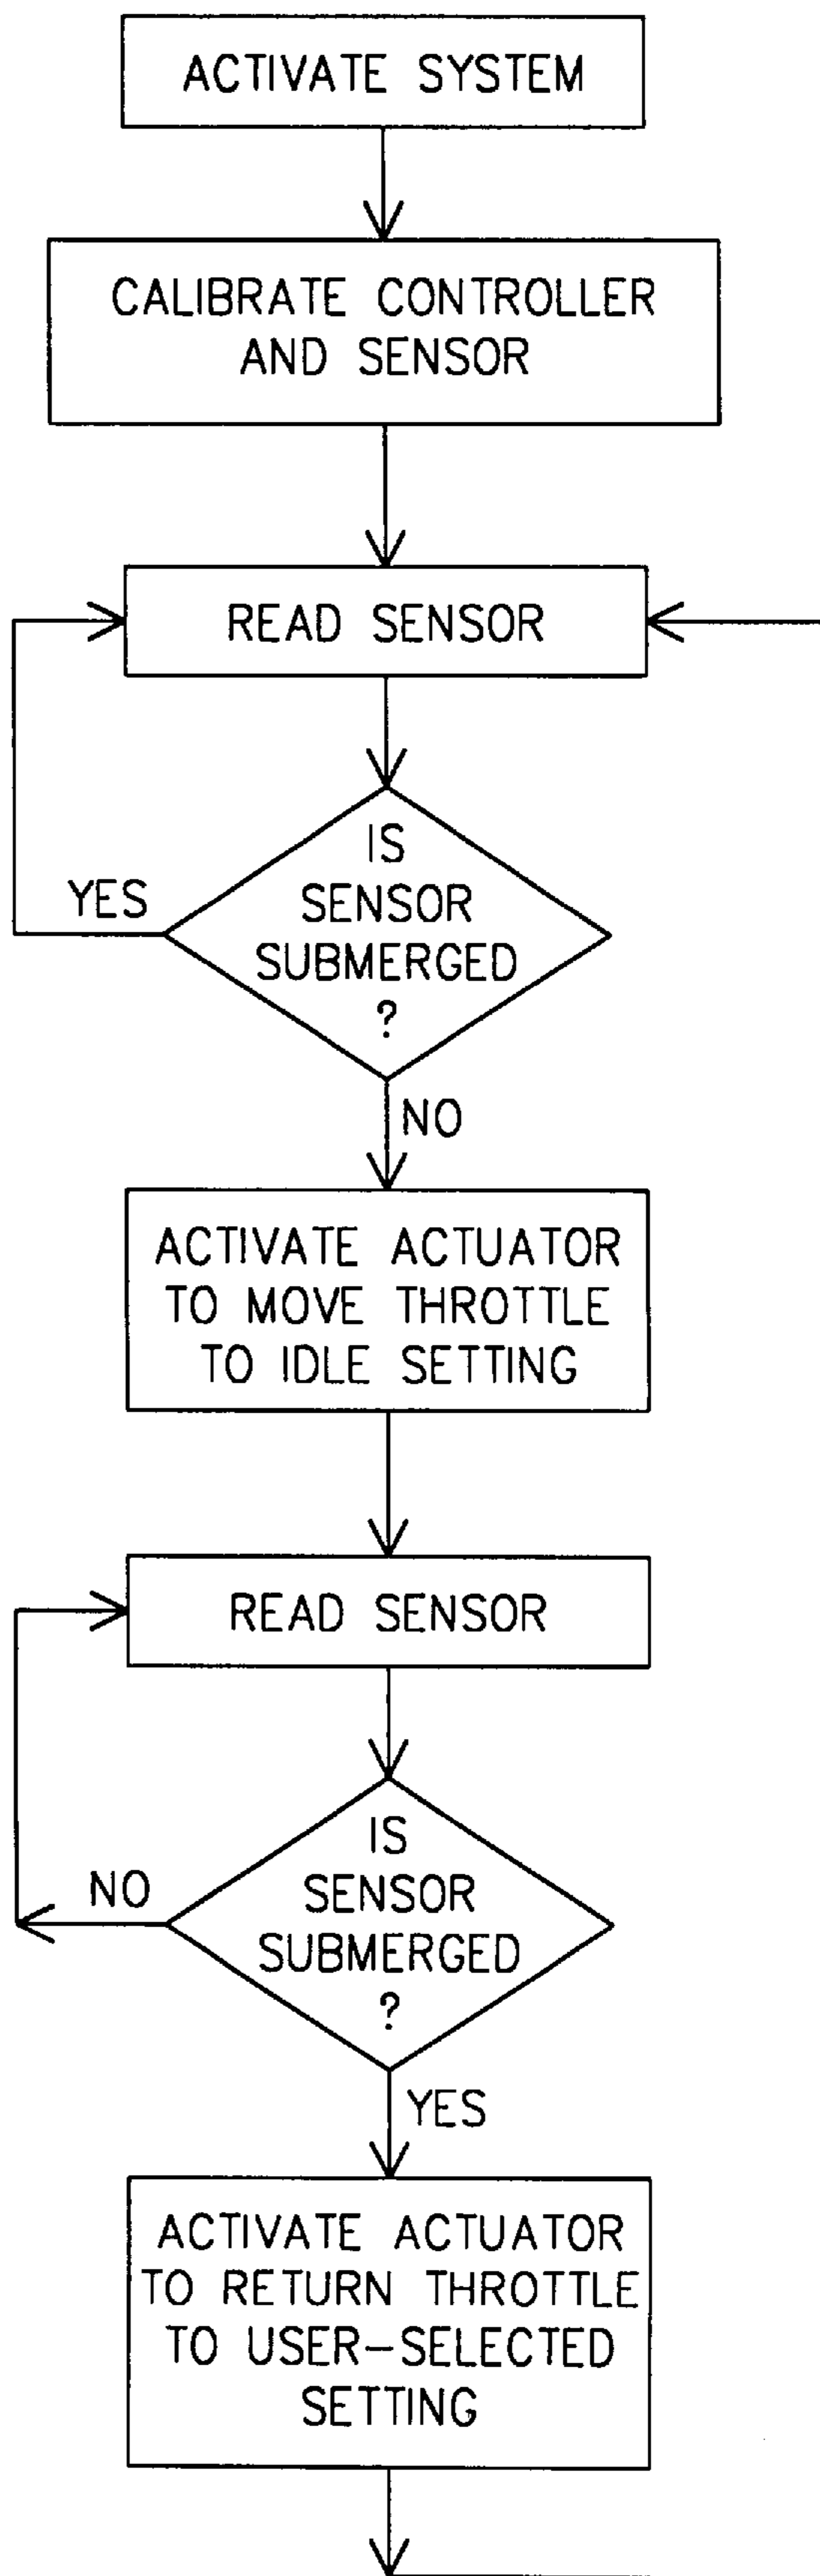 ACTIVATE SYSTEM
CALIBRATE CONTROLLER
AND SENSOR
READ SENSOR
IS
SENSOR
SUBMERGED
?
YES
NO
ACTIVATE ACTUATOR
TO MOVE THROTTLE
TO IDLE SETTING
READ SENSOR
IS
SENSOR
SUBMERGED
?
NO
YES
ACTIVATE ACTUATOR
TO RETURN THROTTLE
TO USER-SELECTED
SETTING